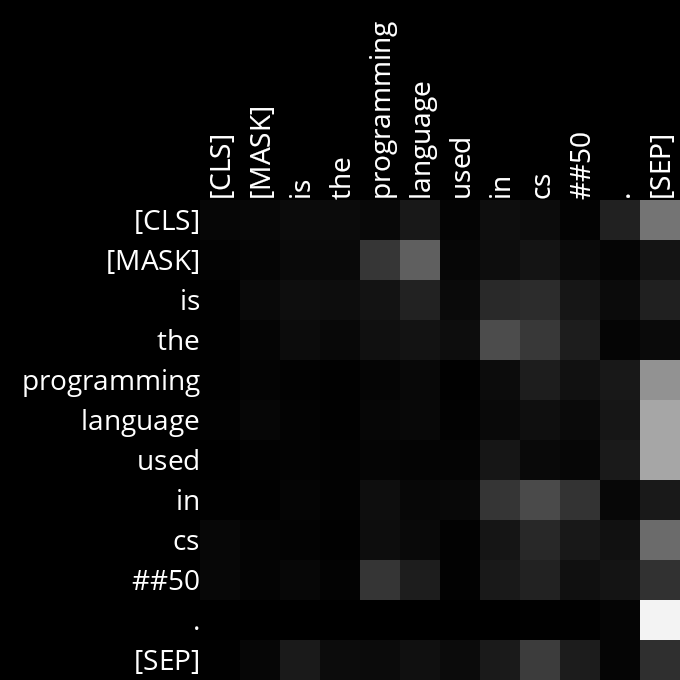 [CLS] [MASK] is the programming language used in cs ##50 . [SEP]
[CLS]
[MASK]
is
the
programming
language
used
in
cs
##50
.
[SEP]